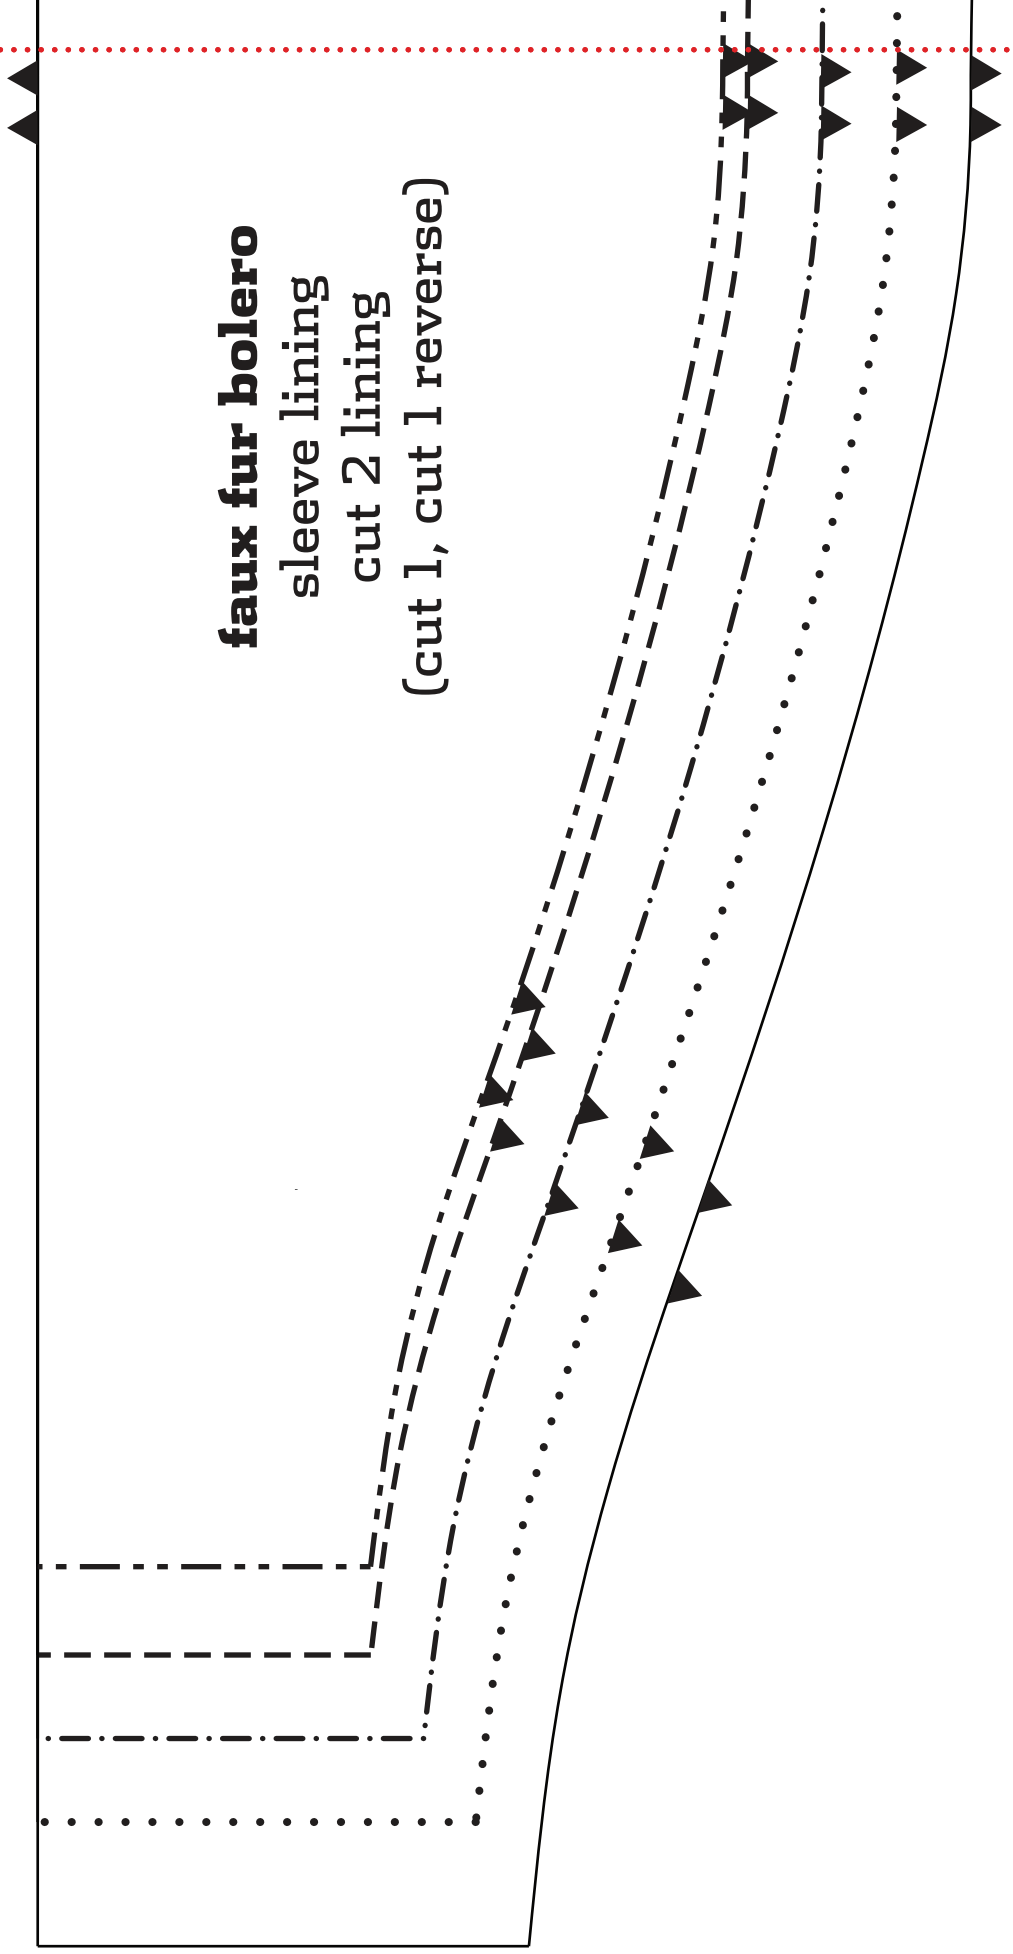 faux fur bolero
sleeve lining
cut 2 lining
(cut 1, cut 1 reverse)